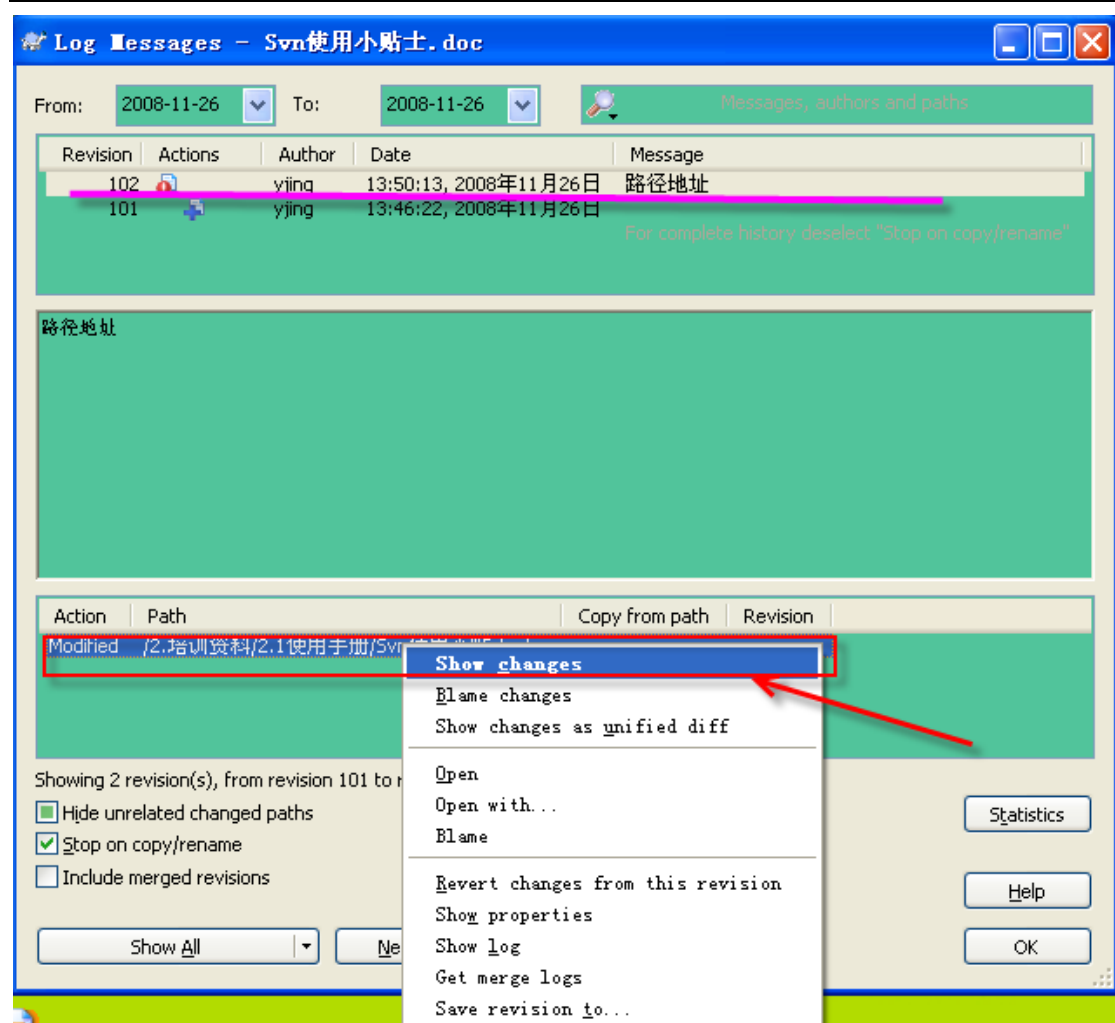 Log Messages - Svn使用小贴士.doc
From: 2008-11-26 To: 2008-11-26 Messages, authors and paths
Revision Actions Author Date Message
102 yjing 13:50:13, 2008年11月26日 路径地址
101 yjing 13:46:22, 2008年11月26日
For complete history deselect "Stop on copy/rename"
路径地址
Action Path Copy from path Revision
Modified /2.培训资料/2.1使用手册/Svn
Show changes
Blame changes
Show changes as unified diff
Open
Open with...
Blame
Revert changes from this revision
Show properties
Show log
Get merge logs
Save revision to...
Showing 2 revision(s), from revision 101 to r
Hide unrelated changed paths
Stop on copy/rename
Include merged revisions
Statistics
Help
Show All Ne OK